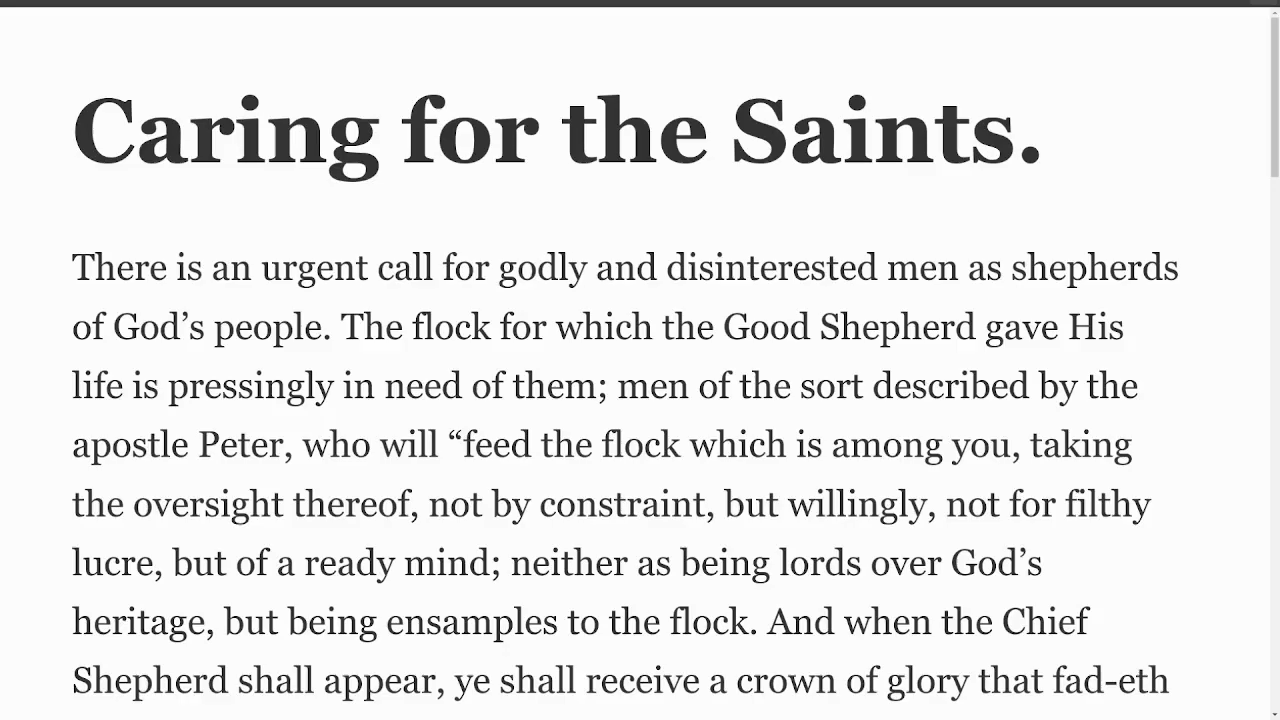 Caring for the Saints.
There is an urgent call for godly and disinterested men as shepherds
of God’s people. The flock for which the Good Shepherd gave His
life is pressingly in need of them; men of the sort described by the
apostle Peter, who will “feed the flock which is among you, taking
the oversight thereof, not by constraint, but willingly, not for filthy
lucre, but of a ready mind; neither as being lords over God’s
heritage, but being ensamples to the flock. And when the Chief
Shepherd shall appear, ye shall receive a crown of glory that fad-eth